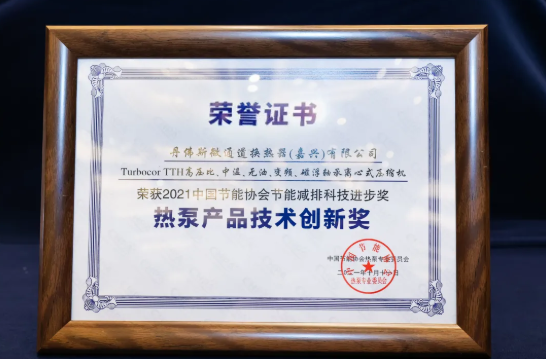 荣誉证书
丹佛斯微通道换热器(嘉兴)有限公司
Turbocor TTH高压比、中温、无油、变频、磁浮轴承离心式压缩机
荣获2021中国节能协会节能减排科技进步奖
热泵产品技术创新奖
中国节能协会热泵专业委员会
热泵专业委员会